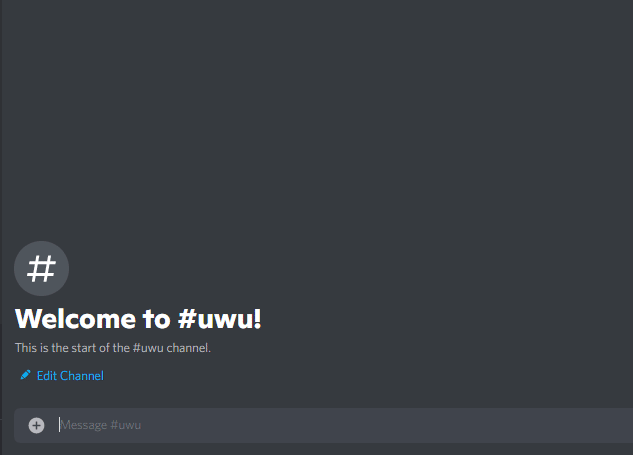 #
Welcome to #uwu!
This is the start of the #uwu channel.
Edit Channel
Message #uwu